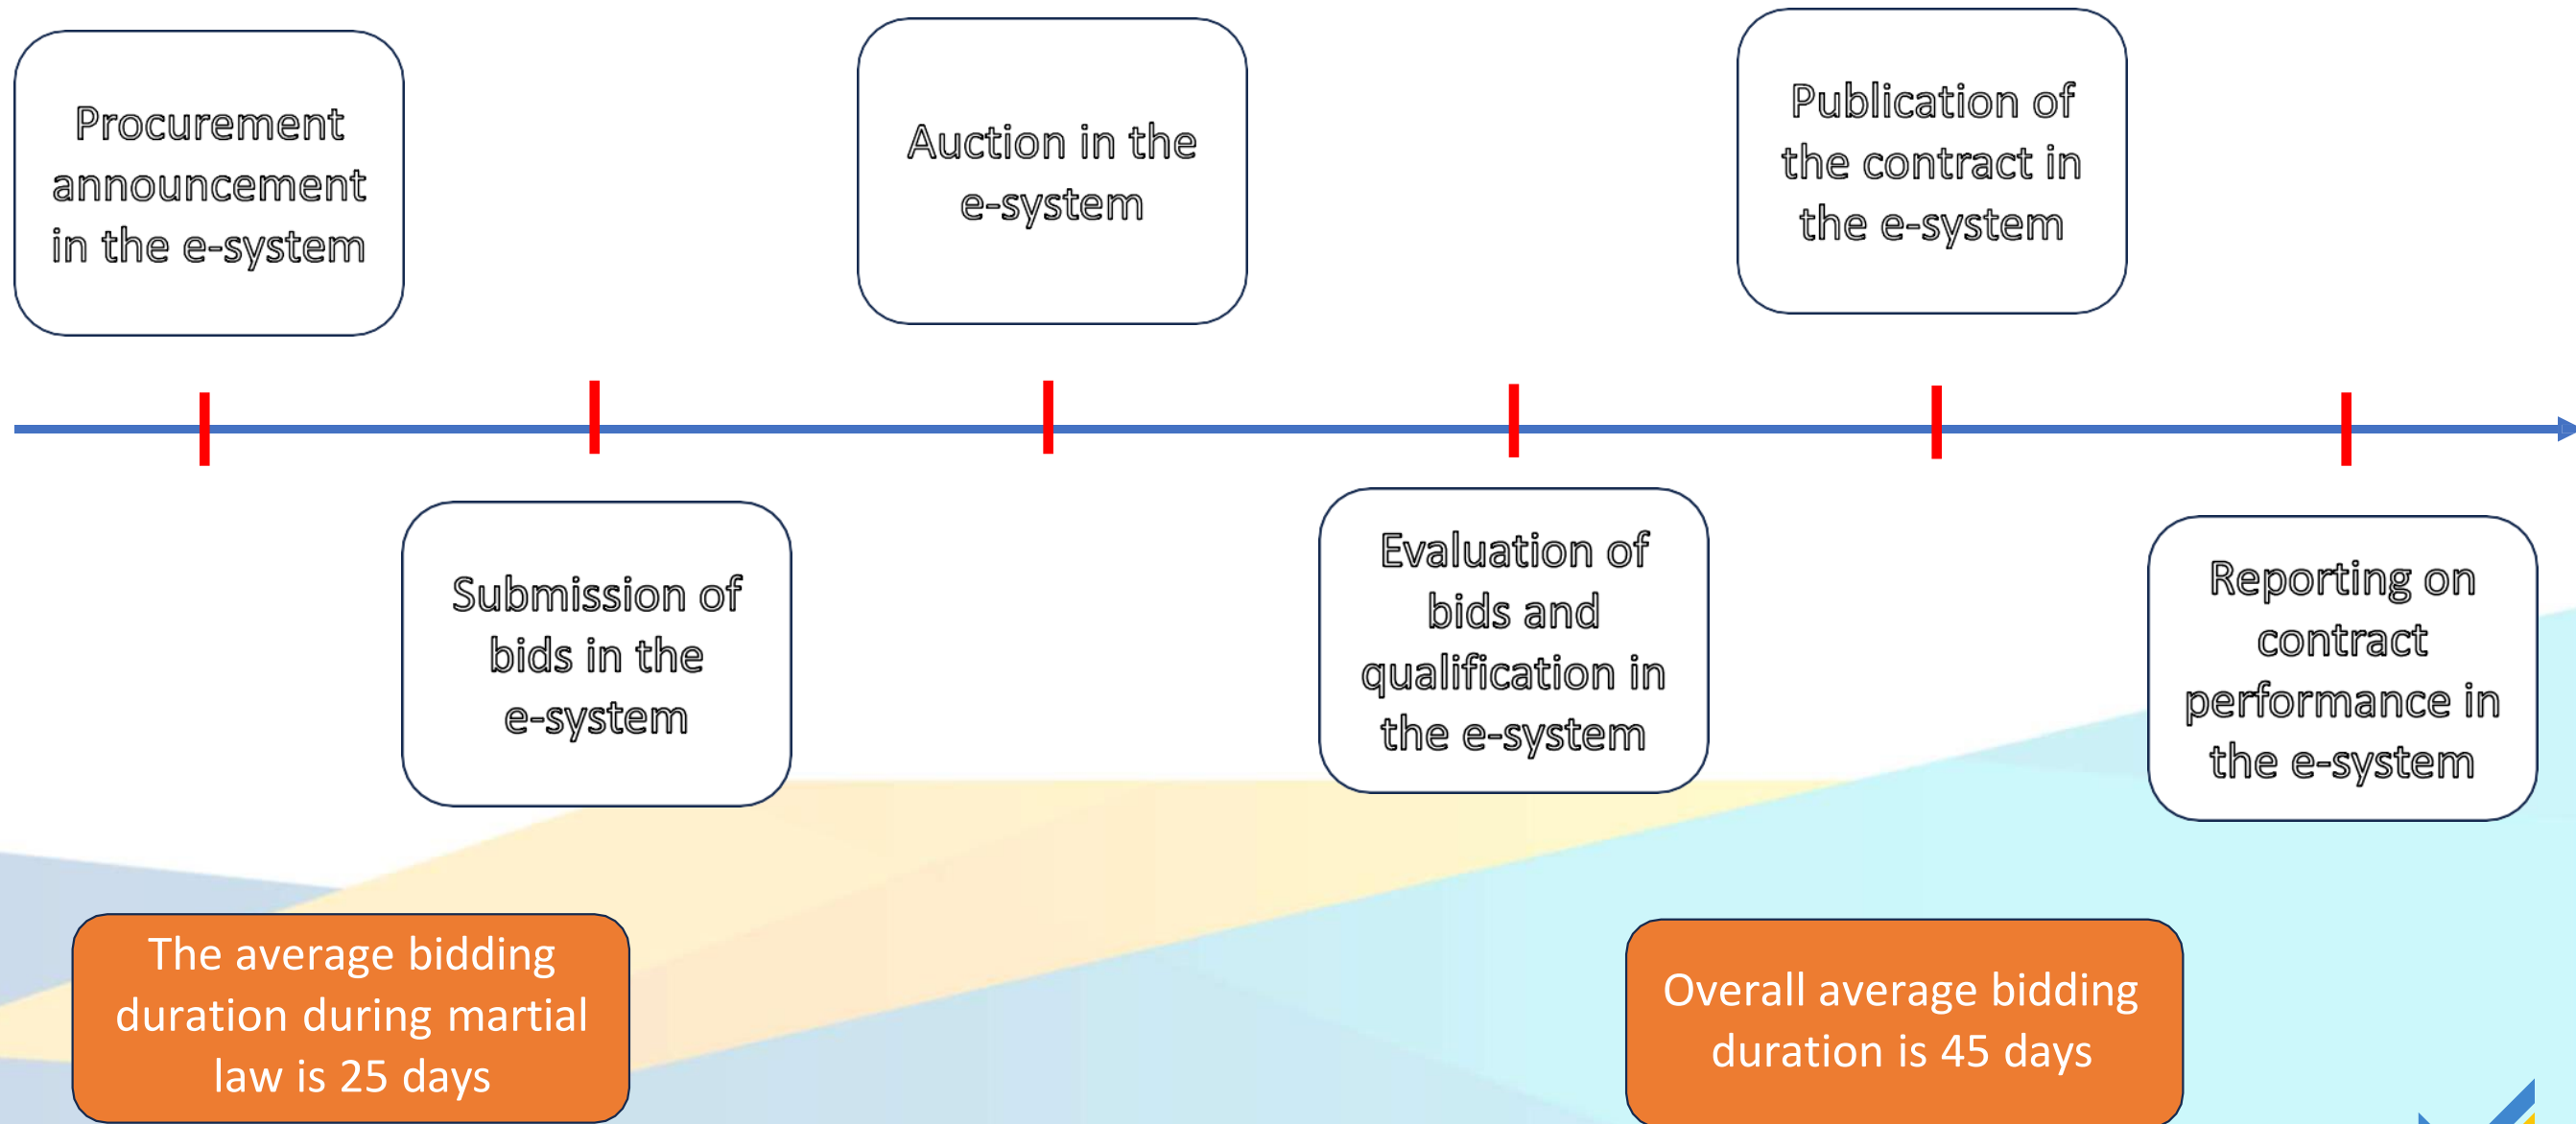 Procurement
announcement
in the e-system
Submission of
bids in the
e-system
Auction in the
e-system
Evaluation of
bids and
qualification in
the e-system
Publication of
the contract in
the e-system
Reporting on
contract
performance in
the e-system
The average bidding
duration during martial
law is 25 days
Overall average bidding
duration is 45 days